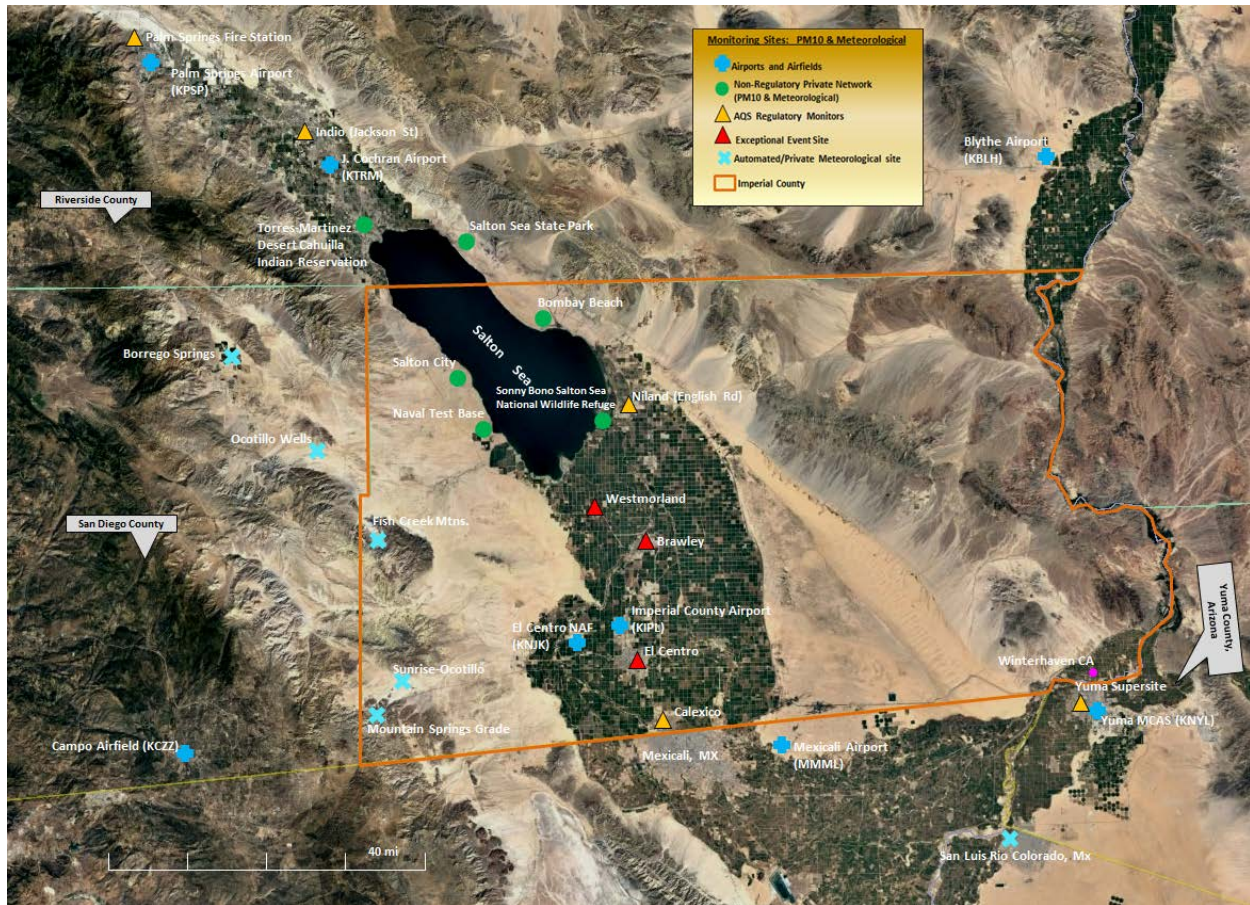 Palm Springs Fire Station
Palm Springs Airport
(KPSP)
Indio (Jackson St)
J. Cochran Airport
(KTRM)
Monitoring Sites: PM10 & Meteorological
Airports and Airfields
Non-Regulatory Private Network
(PM10 & Meteorological)
AQS Regulatory Monitors
Exceptional Event Site
Automated/Private Meteorological site
Imperial County
Blythe Airport
(KBLH)
Riverside County
Torres-Martinez
Desert Cahuilla
Indian Reservation
Salton Sea State Park
Bombay Beach
Salton Sea
Borrego Springs
Salton City
Sonny Bono Salton Sea
National Wildlife Refuge
Niland (English Rd)
Naval Test Base
Ocotillo Wells
Westmorland
San Diego County
Fish Creek Mtns.
Brawley
Imperial County Airport
(KIPL)
El Centro NAF
(KNJK)
El Centro
Yuma County,
Arizona
Winterhaven CA
Sunrise-Ocotillo
Yuma Supersite
Mountain Springs Grade
Calexico
Yuma MCAS (KNYL)
Campo Airfield (KCZZ)
Mexicali, MX
Mexicali Airport
(MMML)
40 mi
San Luis Rio Colorado, Mx